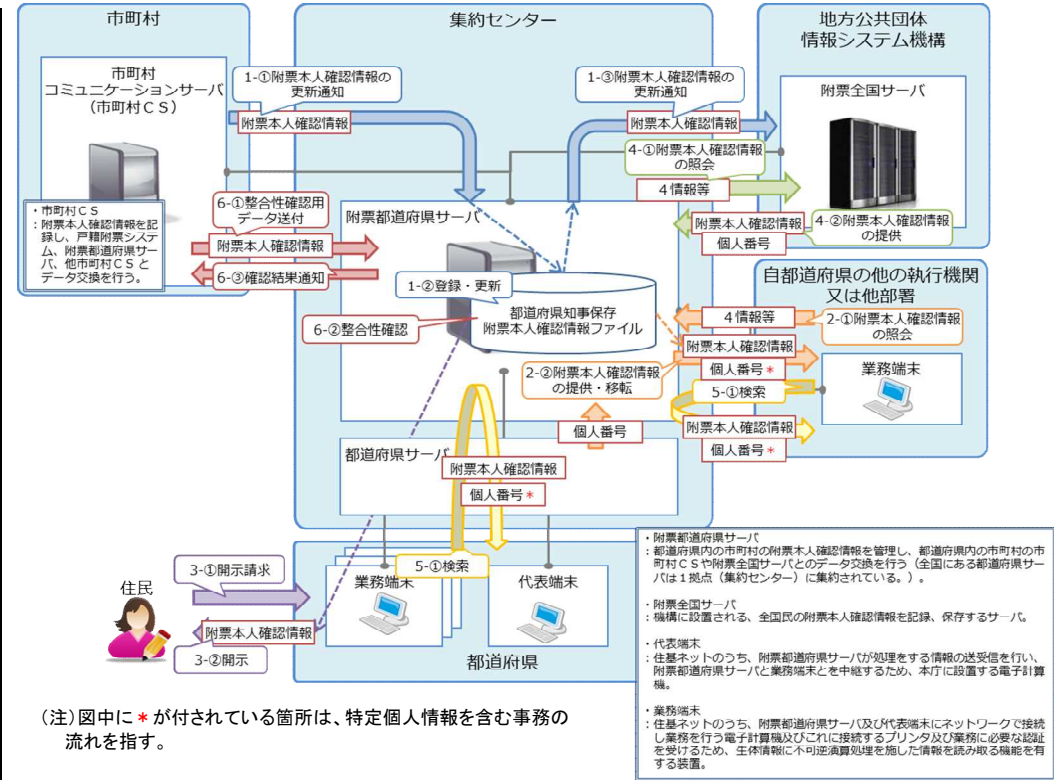 市町村
集約センター
地方公共団体
情報システム機構
市町村
コミュニケーションサーバ
(市町村CS)
1-①附票本人確認情報の
更新通知
附票本人確認情報
1-③附票本人確認情報の
更新通知
附票本人確認情報
附票全国サーバ
4-①附票本人確認情報
の照会
4情報等
附票本人確認情報
個人番号
4-②附票本人確認情報
の提供
・市町村CS
:附票本人確認情報を記
録し、戸籍附票システ
ム、附票都道府県サー
バ、他市町村CSと
データ交換を行う。
6-①整合性確認用
データ送付
附票本人確認情報
6-③確認結果通知
附票都道府県サーバ
1-②登録・更新
都道府県知事保存
附票本人確認情報ファイル
6-②整合性確認
自都道府県の他の執行機関
又は他部署
4情報等
2-①附票本人確認情報
の照会
附票本人確認情報
個人番号*
2-②附票本人確認情報
の提供・移転
業務端末
5-①検索
附票本人確認情報
個人番号*
個人番号
都道府県サーバ
附票本人確認情報
個人番号*
5-①検索
住民
3-①開示請求
附票本人確認情報
3-②開示
業務端末
代表端末
都道府県
・附票都道府県サーバ
:都道府県内の市町村の附票本人確認情報を管理し、都道府県内の市町村の市
町村CSや附票全国サーバとのデータ交換を行う(全国にある都道府県サー
バは1拠点(集約センター)に集約されている。)。
・附票全国サーバ
:機構に設置される、全国民の附票本人確認情報を記録、保存するサーバ。
・代表端末
:住基ネットのうち、附票都道府県サーバが処理をする情報の送受信を行い、
附票都道府県サーバと業務端末とを中継するため、本庁に設置する電子計算
機。
・業務端末
:住基ネットのうち、附票都道府県サーバ及び代表端末にネットワークで接続
し業務を行う電子計算機及びこれに接続するプリンタ及び業務に必要な認証
を受けるため、生体情報に不可逆演算処理を施した情報を読み取る機能を有
する装置。
(注)図中に*が付されている箇所は、特定個人情報を含む事務の
流れを指す。